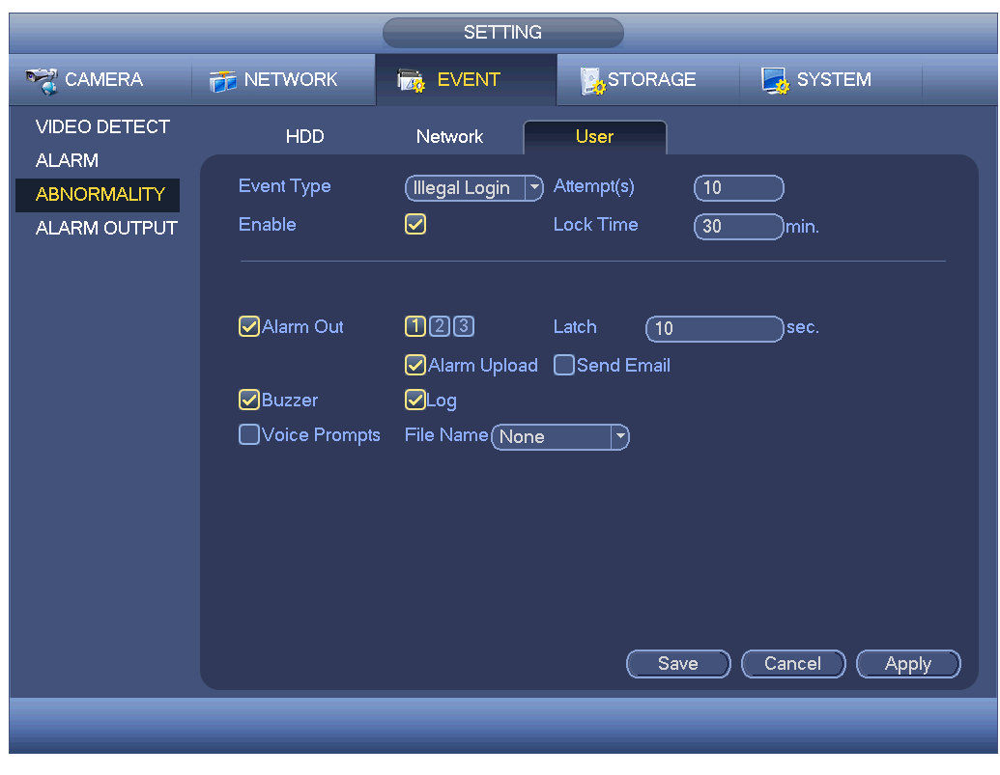 SETTING
CAMERA NETWORK EVENT STORAGE SYSTEM
VIDEO DETECT
ALARM
ABNORMALITY
ALARM OUTPUT
HDD Network User
Event Type Illegal Login Attempt(s) 10
Enable Lock Time 30 min.
Alarm Out 1 2 3 Latch 10 sec.
Alarm Upload Send Email
Buzzer Log
Voice Prompts File Name None
Save Cancel Apply